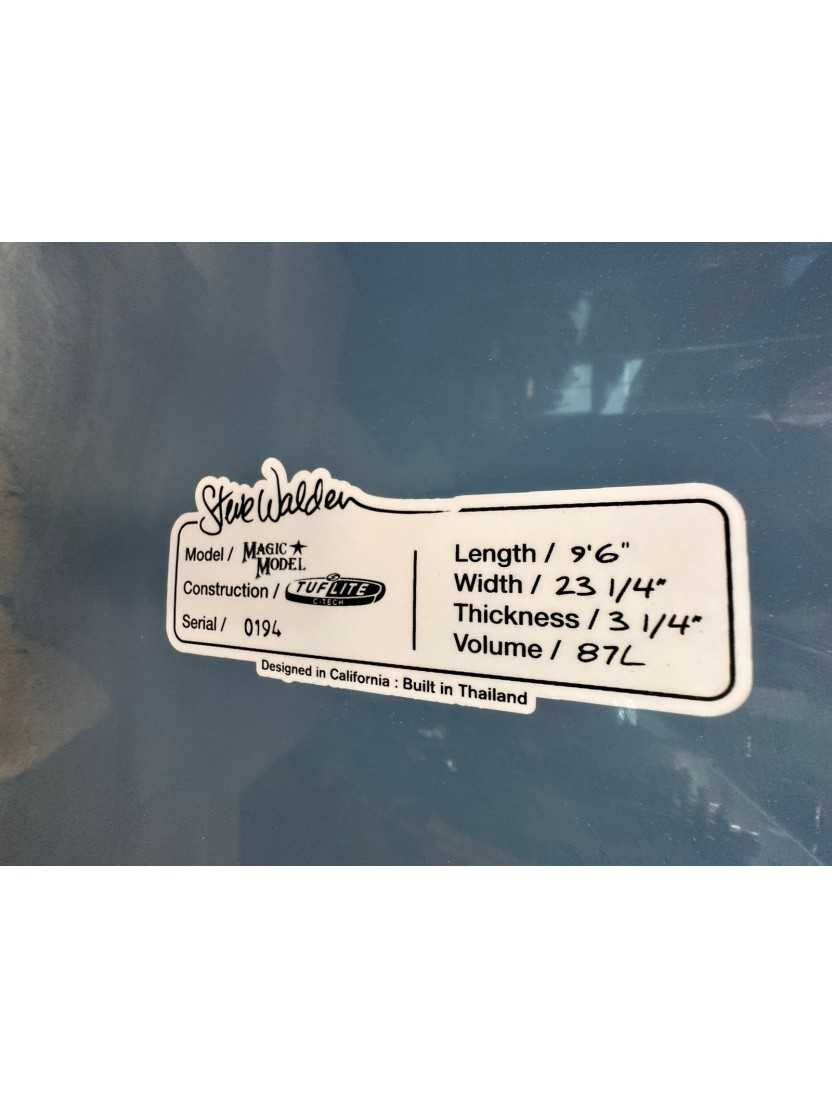 Steve Walden
Model / MAGIC ★ MODEL
Construction / TUFLITE C-TECH
Serial / 0194
Length / 9'6"
Width / 23 1/4"
Thickness / 3 1/4"
Volume / 87L
Designed in California : Built in Thailand